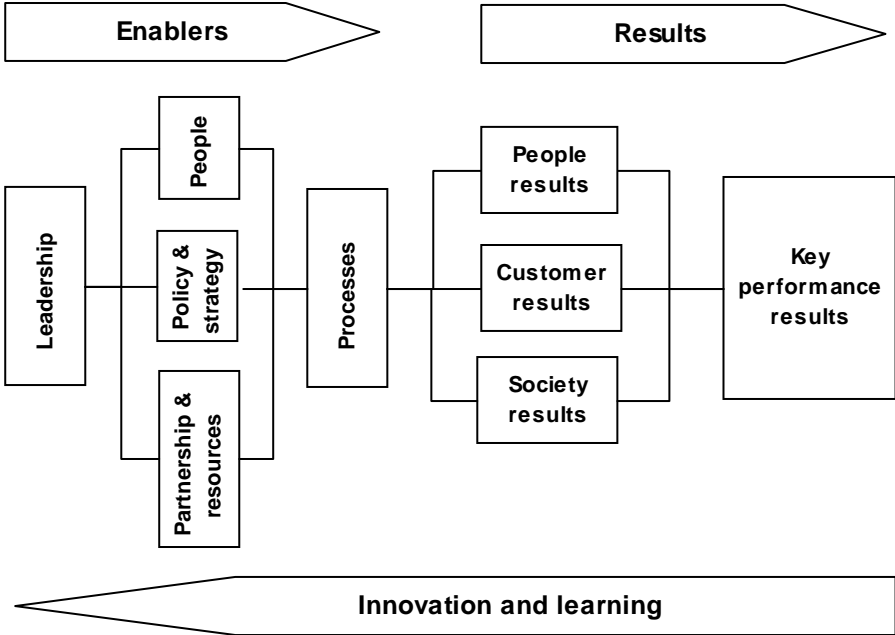 Enablers
Results
Leadership
People
Policy &
strategy
Partnership &
resources
Processes
People
results
Customer
results
Society
results
Key
performance
results
Innovation and learning